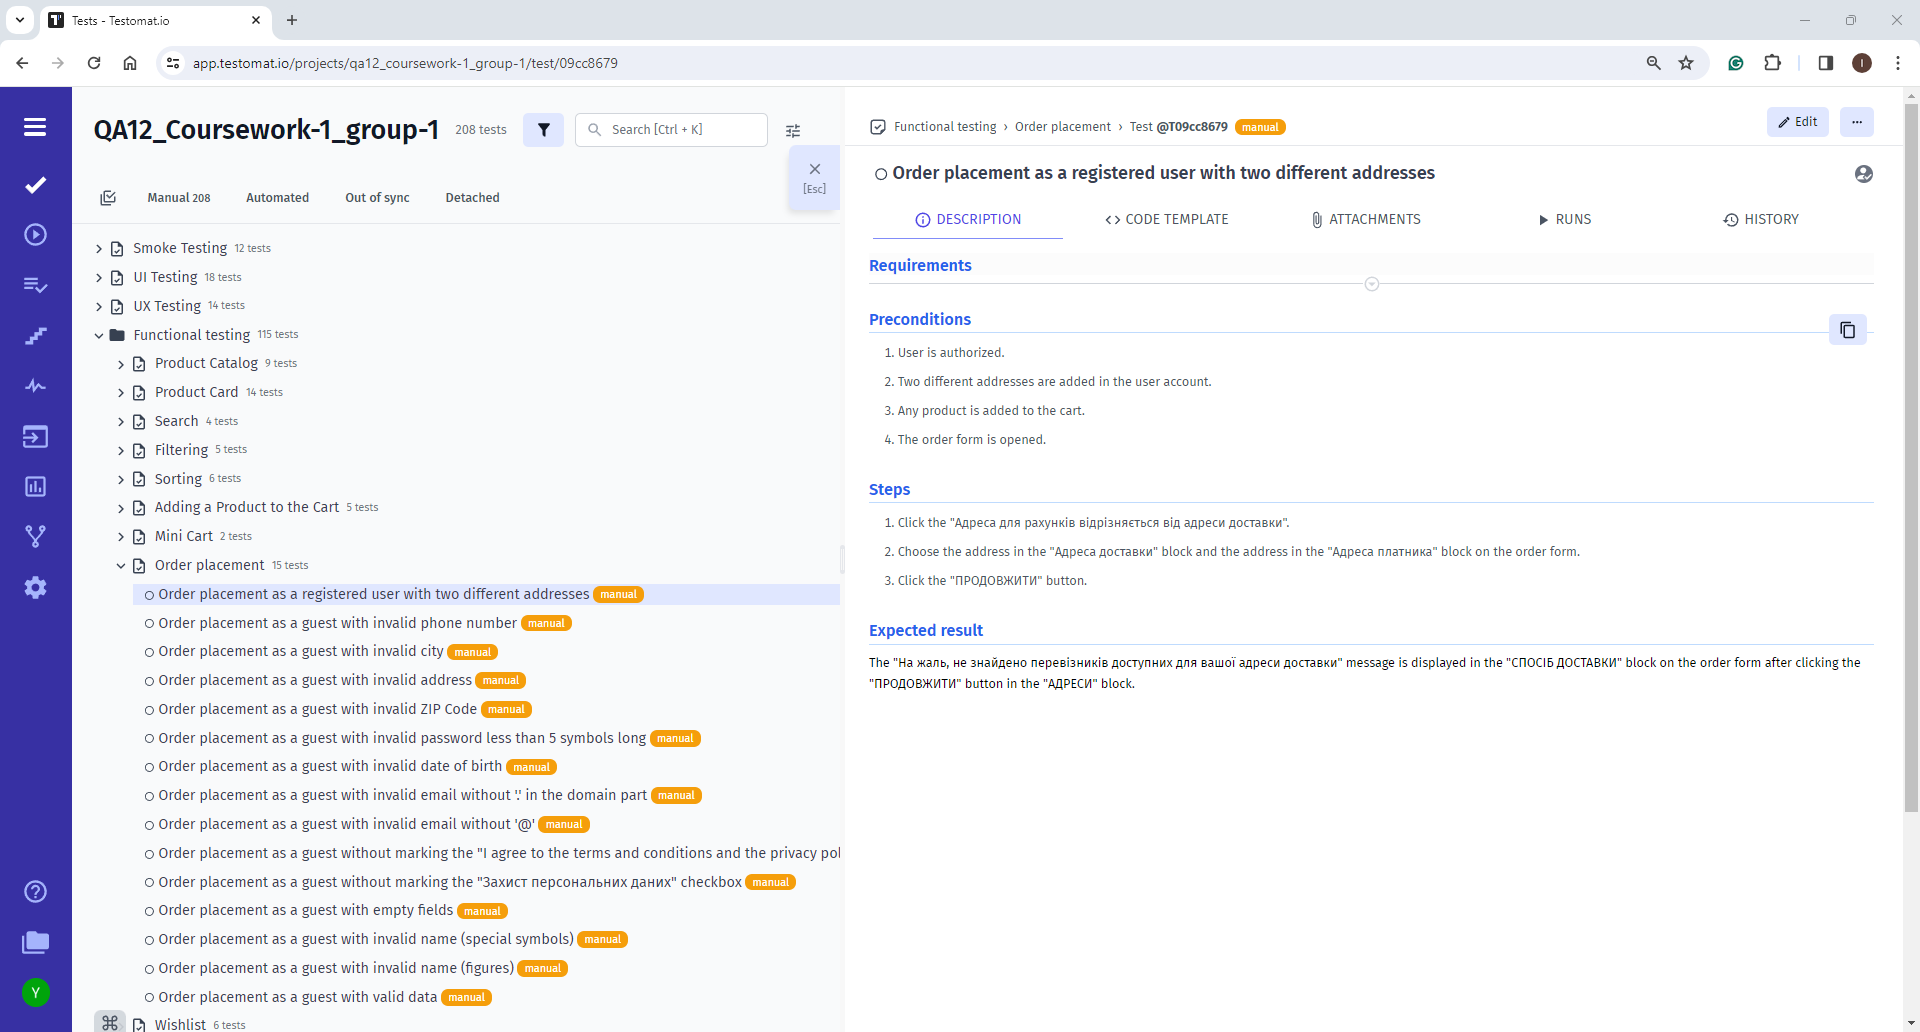 Tests - Testomat.io
app.testomat.io/projects/qa12_coursework-1_group-1/test/09cc8679
I
QA12_Coursework-1_group-1
208 tests
Search [Ctrl + K]
[Esc]
Manual 208
Automated
Out of sync
Detached
Smoke Testing 12 tests
UI Testing 18 tests
UX Testing 14 tests
Functional testing 115 tests
Product Catalog 9 tests
Product Card 14 tests
Search 4 tests
Filtering 5 tests
Sorting 6 tests
Adding a Product to the Cart 5 tests
Mini Cart 2 tests
Order placement 15 tests
Order placement as a registered user with two different addresses manual
Order placement as a guest with invalid phone number manual
Order placement as a guest with invalid city manual
Order placement as a guest with invalid address manual
Order placement as a guest with invalid ZIP Code manual
Order placement as a guest with invalid password less than 5 symbols long manual
Order placement as a guest with invalid date of birth manual
Order placement as a guest with invalid email without '.' in the domain part manual
Order placement as a guest with invalid email without '@' manual
Order placement as a guest without marking the "I agree to the terms and conditions and the privacy pol
Order placement as a guest without marking the "Захист персональних даних" checkbox manual
Order placement as a guest with empty fields manual
Order placement as a guest with invalid name (special symbols) manual
Order placement as a guest with invalid name (figures) manual
Order placement as a guest with valid data manual
Wishlist 6 tests
Y
Functional testing › Order placement › Test @T09cc8679 manual
Edit
Order placement as a registered user with two different addresses
DESCRIPTION
CODE TEMPLATE
ATTACHMENTS
RUNS
HISTORY
Requirements
Preconditions
1. User is authorized.
2. Two different addresses are added in the user account.
3. Any product is added to the cart.
4. The order form is opened.
Steps
1. Click the "Адреса для рахунків відрізняється від адреси доставки".
2. Choose the address in the "Адреса доставки" block and the address in the "Адреса платника" block on the order form.
3. Click the "ПРОДОВЖИТИ" button.
Expected result
The "На жаль, не знайдено перевізників доступних для вашої адреси доставки" message is displayed in the "СПОСІБ ДОСТАВКИ" block on the order form after clicking the
"ПРОДОВЖИТИ" button in the "АДРЕСИ" block.